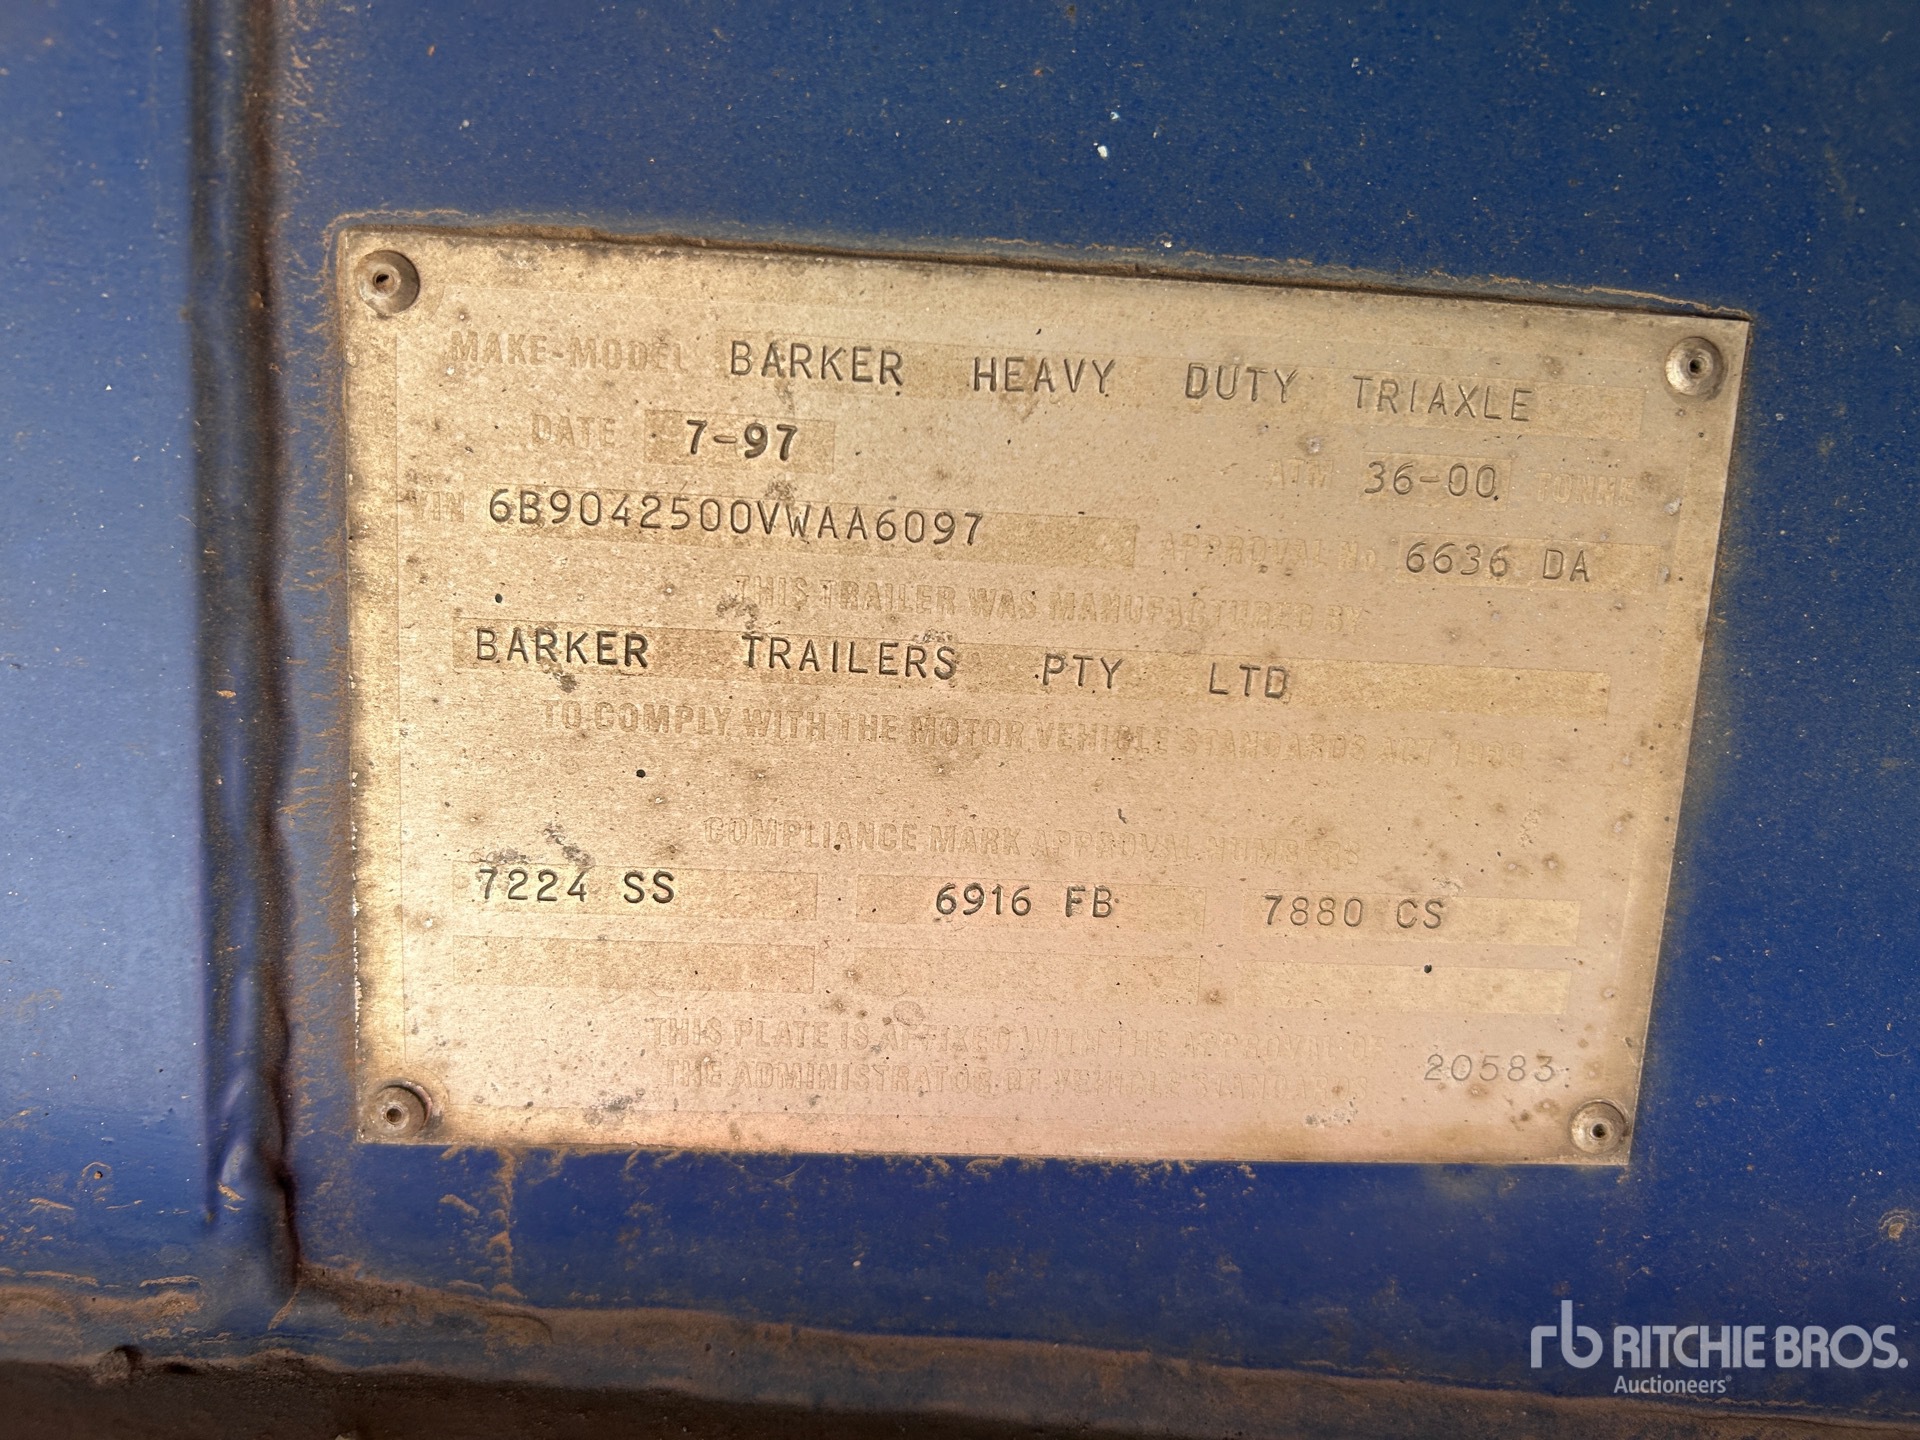 MAKE-MODEL BARKER HEAVY DUTY TRIAXLE
DATE 7-97
ATM 36-00 TONNE
VIN 6B9042500VWAA6097
APPROVAL No 6636 DA
THIS TRAILER WAS MANUFACTURED BY
BARKER TRAILERS PTY LTD
TO COMPLY WITH THE MOTOR VEHICLE STANDARDS ACT 1989
COMPLIANCE MARK APPROVAL NUMBERS
7224 SS 6916 FB 7880 CS
THIS PLATE IS AFFIXED WITH THE APPROVAL OF
THE ADMINISTRATOR OF VEHICLE STANDARDS 20583
rb RITCHIE BROS.
Auctioneers